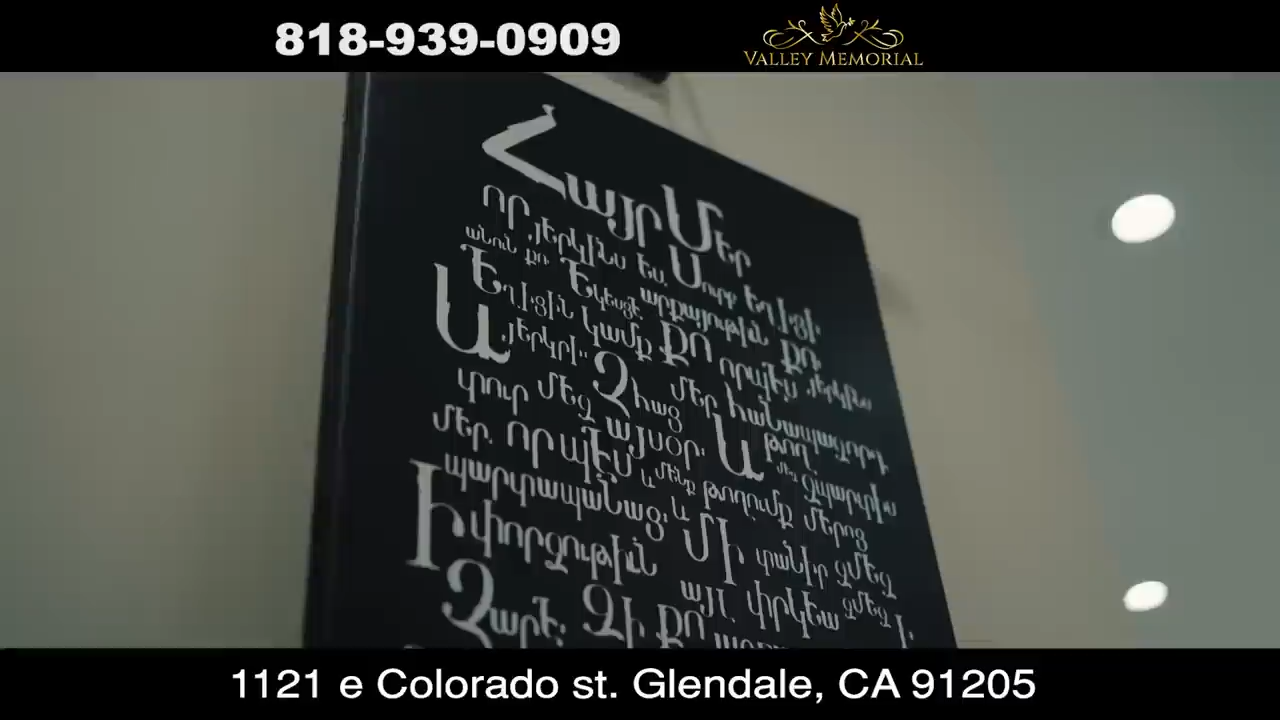 818-939-0909
VALLEY MEMORIAL
Հայր Մեր
որ յերկինս ես, Սուրբ եղիցի
անուն քո. Եկեսցէ արքայութիւն Քո
Եղիցին կամք Քո որպէս յերկինս
և յերկրի
Զհաց մեր հանապազորդ
տուր մեզ այսօր. և թող մեզ զպարտիս
մեր. որպէս և մենք թողումք մերոց
պարտապանաց. և մի տանիր զմեզ
Ի փորձութիւն այլ փրկեա զմեզ ի
Չարէ: Զի քո
1121 e Colorado st. Glendale, CA 91205